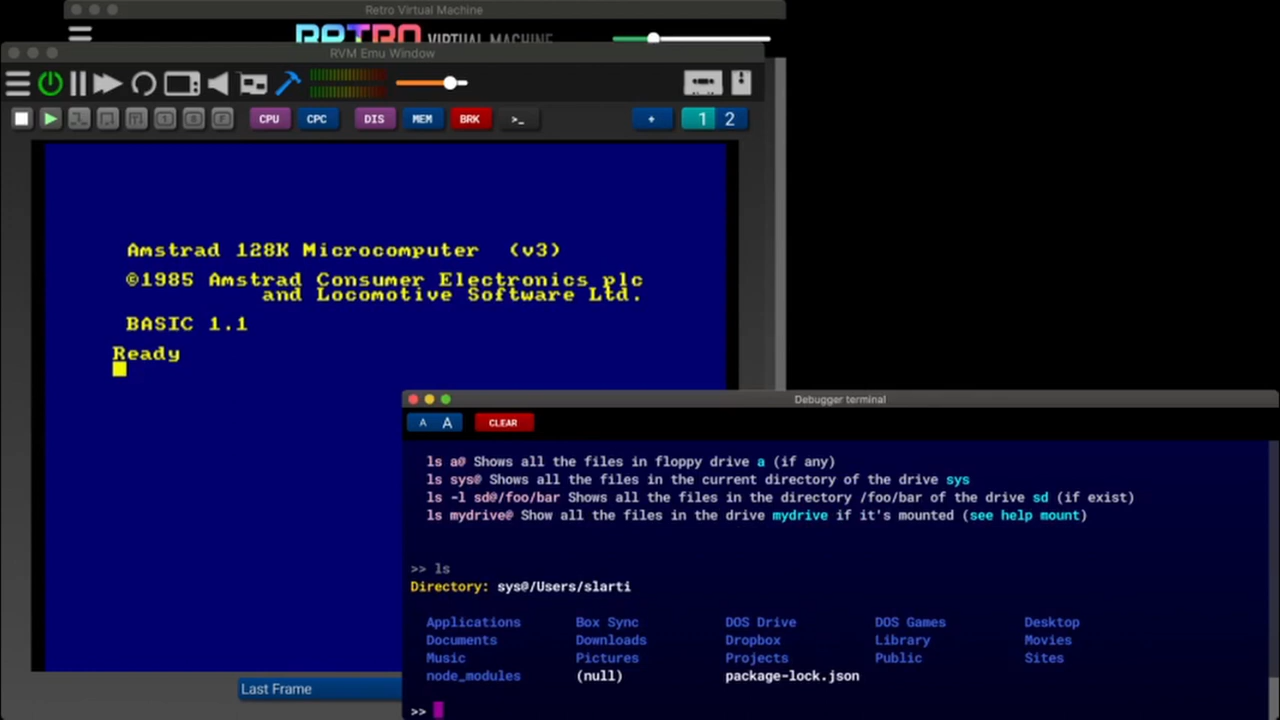 Retro Virtual Machine
RETRO VIRTUAL MACHINE
RVM Emu Window
CPU CPC DIS MEM BRK >_ + 1 2
Amstrad 128K Microcomputer (v3)
©1985 Amstrad Consumer Electronics plc
and Locomotive Software Ltd.
BASIC 1.1
Ready
Debugger terminal
A A CLEAR
ls a@ Shows all the files in floppy drive a (if any)
ls sys@ Shows all the files in the current directory of the drive sys
ls -l sd@/foo/bar Shows all the files in the directory /foo/bar of the drive sd (if exist)
ls mydrive@ Show all the files in the drive mydrive if it's mounted (see help mount)
>> ls
Directory: sys@/Users/slarti
Applications Box Sync DOS Drive DOS Games Desktop
Documents Downloads Dropbox Library Movies
Music Pictures Projects Public Sites
node_modules (null) package-lock.json
Last Frame
>>